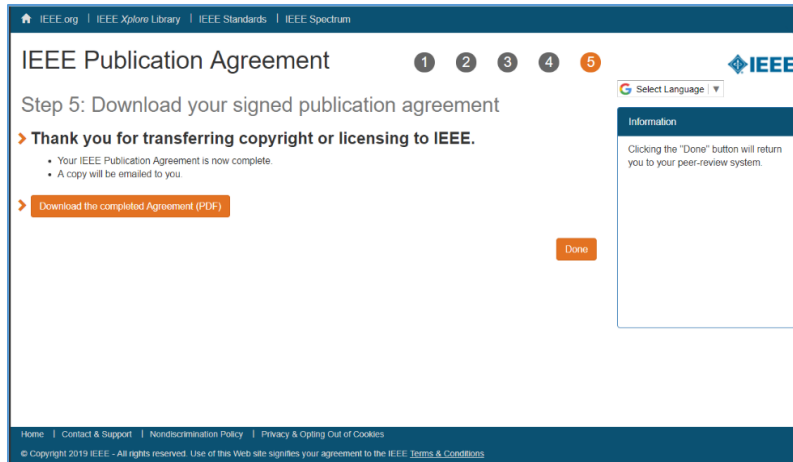 IEEE.org | IEEE Xplore Library | IEEE Standards | IEEE Spectrum
IEEE Publication Agreement
1 2 3 4 5
IEEE
Select Language ▼
Step 5: Download your signed publication agreement
Thank you for transferring copyright or licensing to IEEE.
• Your IEEE Publication Agreement is now complete.
• A copy will be emailed to you.
Download the completed Agreement (PDF)
Done
Information
Clicking the "Done" button will return
you to your peer-review system.
Home | Contact & Support | Nondiscrimination Policy | Privacy & Opting Out of Cookies
© Copyright 2019 IEEE - All rights reserved. Use of this Web site signifies your agreement to the IEEE Terms & Conditions